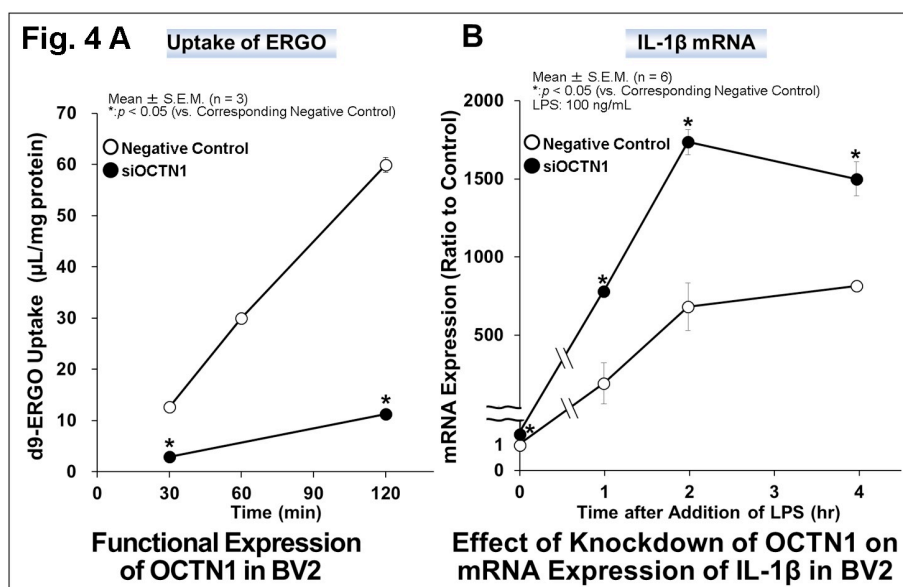 Fig. 4 A
Uptake of ERGO
Mean ± S.E.M. (n = 3)
*:p < 0.05 (vs. Corresponding Negative Control)
Negative Control
siOCTN1
d9-ERGO Uptake (µL/mg protein)
70
60
50
40
30
20
10
0
*
*
0 30 60 90 120
Time (min)
Functional Expression
of OCTN1 in BV2
B
IL-1β mRNA
Mean ± S.E.M. (n = 6)
*:p < 0.05 (vs. Corresponding Negative Control)
LPS: 100 ng/mL
Negative Control
siOCTN1
mRNA Expression (Ratio to Control)
2000
1500
1000
500
1
0
*
*
*
*
0 1 2 3 4
Time after Addition of LPS (hr)
Effect of Knockdown of OCTN1 on
mRNA Expression of IL-1β in BV2